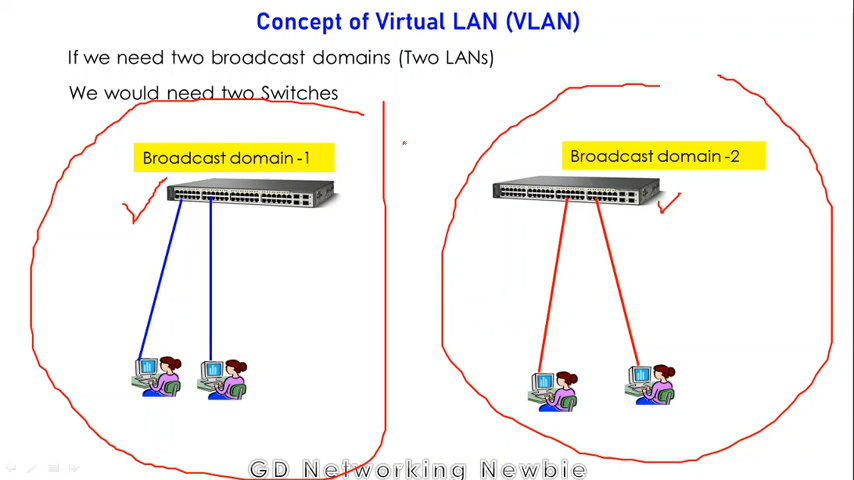 Concept of Virtual LAN (VLAN)
If we need two broadcast domains (Two LANs)
We would need two Switches
Broadcast domain -1
Broadcast domain -2
GD Networking Newbie